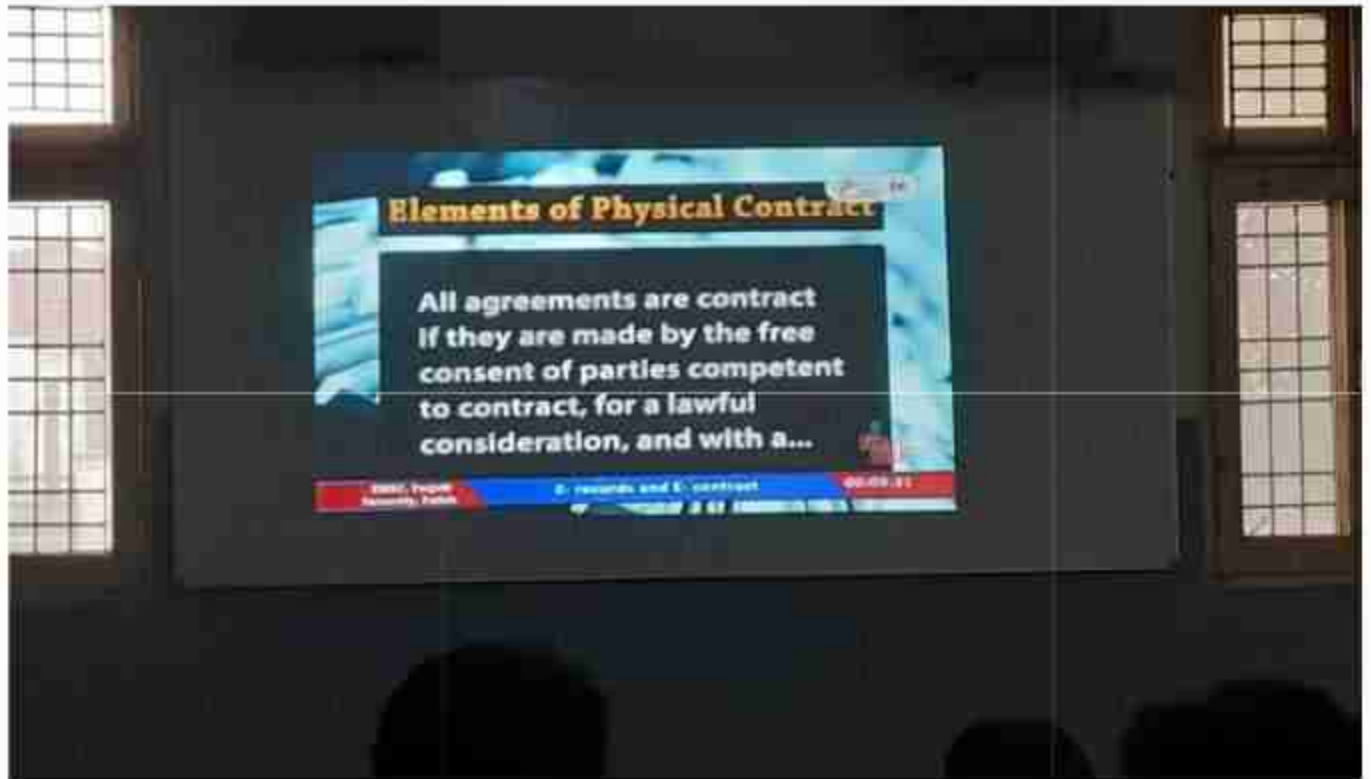 Elements of Physical Contract
All agreements are contract
If they are made by the free
consent of parties competent
to contract, for a lawful
consideration, and with a...
E- records and E- contract